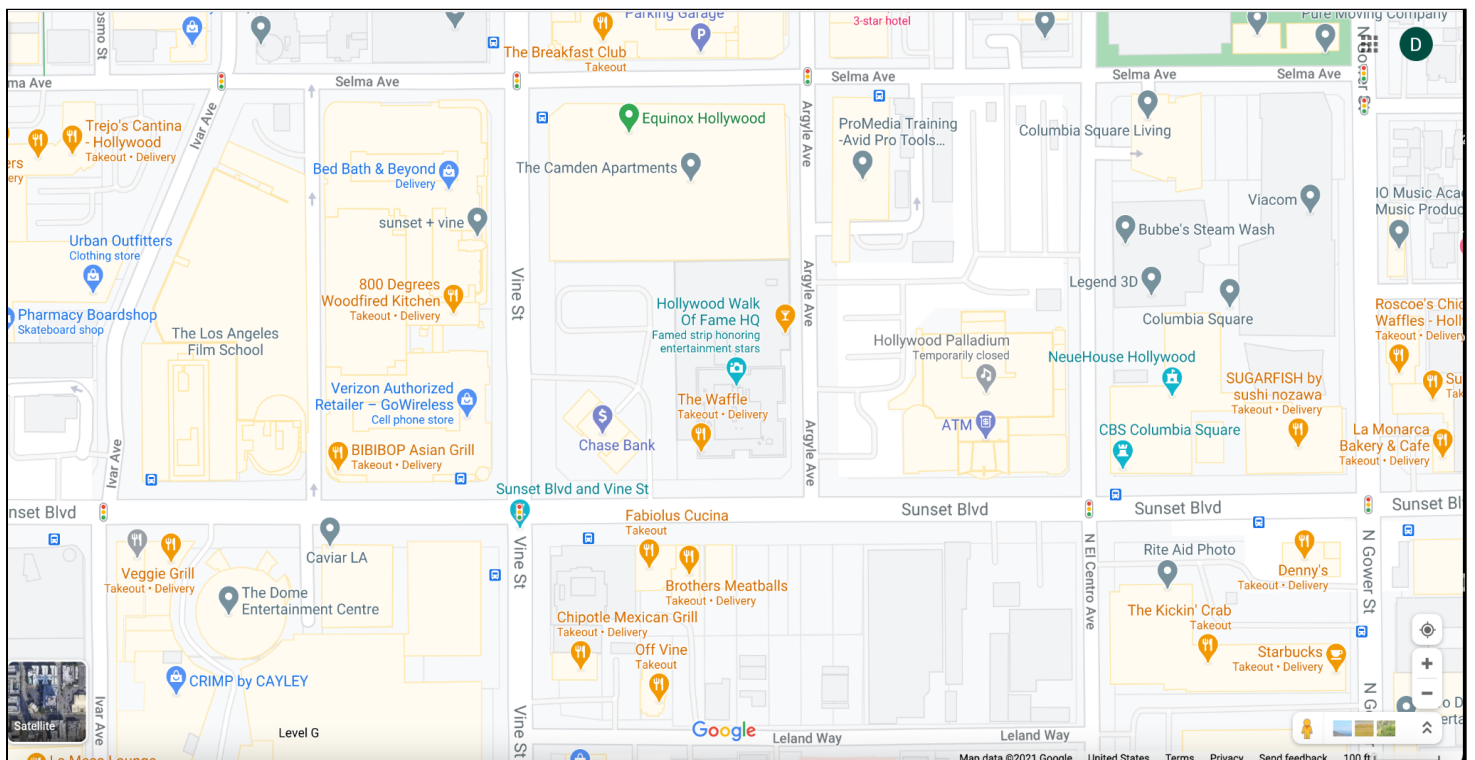 Parking Garage
P
3-star hotel
Pure Moving Company
The Breakfast Club
Takeout
D
Selma Ave
Selma Ave
Selma Ave
Selma Ave
Ivar Ave
Trejo's Cantina
- Hollywood
Takeout • Delivery
Equinox Hollywood
Argyle Ave
ProMedia Training
-Avid Pro Tools...
Columbia Square Living
Bed Bath & Beyond
Delivery
The Camden Apartments
sunset + vine
Viacom
IO Music
Bubbe's Steam Wash
Urban Outfitters
Clothing store
Vine St
Argyle Ave
800 Degrees
Woodfired Kitchen
Takeout • Delivery
Legend 3D
Columbia Square
Pharmacy Boardshop
Skateboard shop
Hollywood Walk
Of Fame HQ
Famed strip honoring
entertainment stars
Roscoe's
Waffles
Takeout • Delivery
The Los Angeles
Film School
Hollywood Palladium
Temporarily closed
NeueHouse Hollywood
SUGARFISH by
sushi nozawa
Takeout • Delivery
Verizon Authorized
Retailer – GoWireless
Cell phone store
The Waffle
Takeout • Delivery
$
Chase Bank
ATM
CBS Columbia Square
La Monarca
Bakery & Cafe
Takeout • Delivery
BIBIBOP Asian Grill
Takeout • Delivery
Ivar Ave
Argyle Ave
Sunset Blvd and Vine St
Sunset Blvd
Sunset Blvd
Sunset Blvd
Sunset Bl
Fabiolus Cucina
Takeout
Caviar LA
Vine St
N El Centro Ave
Rite Aid Photo
Denny's
Takeout • Delivery
N Gower St
Veggie Grill
Takeout • Delivery
Brothers Meatballs
Takeout • Delivery
The Dome
Entertainment Centre
Chipotle Mexican Grill
Takeout • Delivery
The Kickin' Crab
Takeout
Off Vine
Takeout
Starbucks
Takeout • Delivery
CRIMP by CAYLEY
Satellite
Ivar Ave
Level G
Vine St
Google
Leland Way
Leland Way
Map data ©2021 Google United States Terms Privacy Send feedback 100 ft